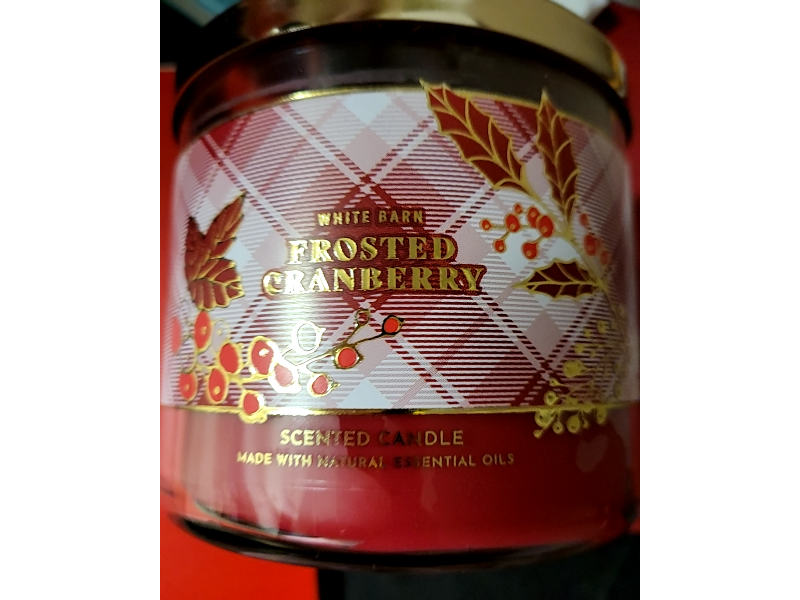 WHITE BARN
FROSTED
CRANBERRY
SCENTED CANDLE
MADE WITH NATURAL ESSENTIAL OILS